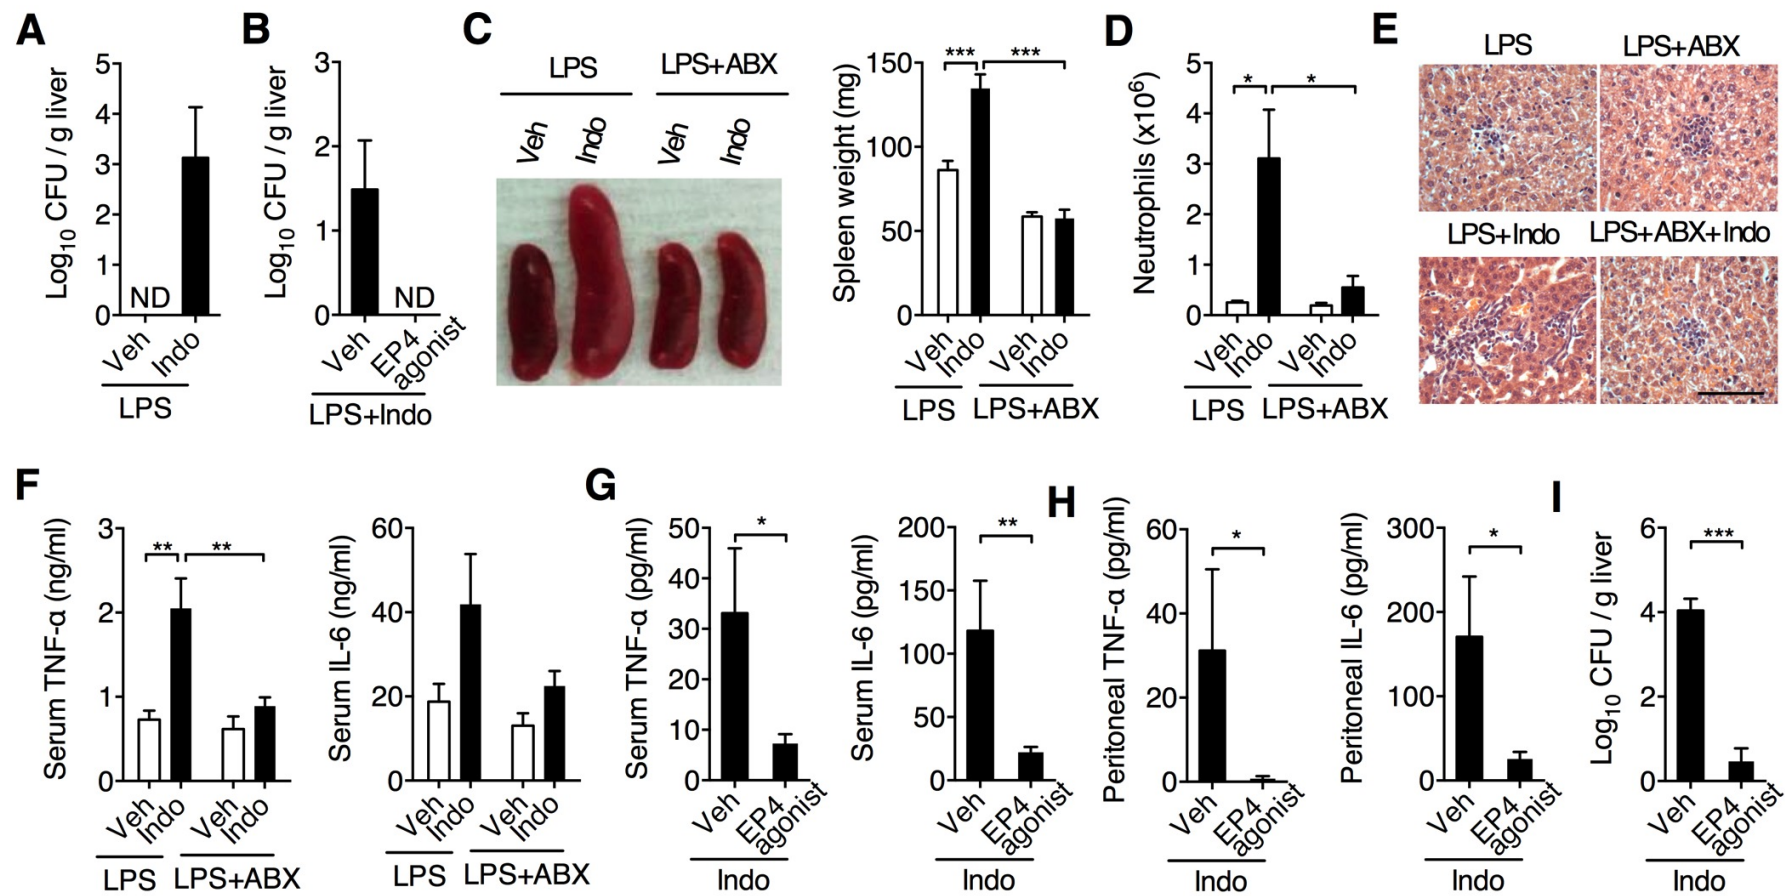 A
Log10 CFU / g liver
5
4
3
2
1
0
ND
Veh
Indo
LPS
B
Log10 CFU / g liver
3
2
1
0
ND
Veh
EP4
agonist
LPS+Indo
C
LPS
LPS+ABX
Veh
Indo
Veh
Indo
Spleen weight (mg)
150
100
50
0
***
***
Veh
Indo
Veh
Indo
LPS
LPS+ABX
D
Neutrophils (x10^6)
5
4
3
2
1
0
*
*
Veh
Indo
Veh
Indo
LPS
LPS+ABX
E
LPS
LPS+ABX
LPS+Indo
LPS+ABX+Indo
F
Serum TNF-α (ng/ml)
3
2
1
0
**
**
Veh
Indo
Veh
Indo
LPS
LPS+ABX
Serum IL-6 (ng/ml)
60
40
20
0
Veh
Indo
Veh
Indo
LPS
LPS+ABX
G
Serum TNF-α (pg/ml)
50
40
30
20
10
0
*
Veh
EP4
agonist
Indo
Serum IL-6 (pg/ml)
200
150
100
50
0
**
Veh
EP4
agonist
Indo
H
Peritoneal TNF-α (pg/ml)
60
40
20
0
*
Veh
EP4
agonist
Indo
Peritoneal IL-6 (pg/ml)
300
200
100
0
*
Veh
EP4
agonist
Indo
I
Log10 CFU / g liver
6
4
2
0
***
Veh
EP4
agonist
Indo